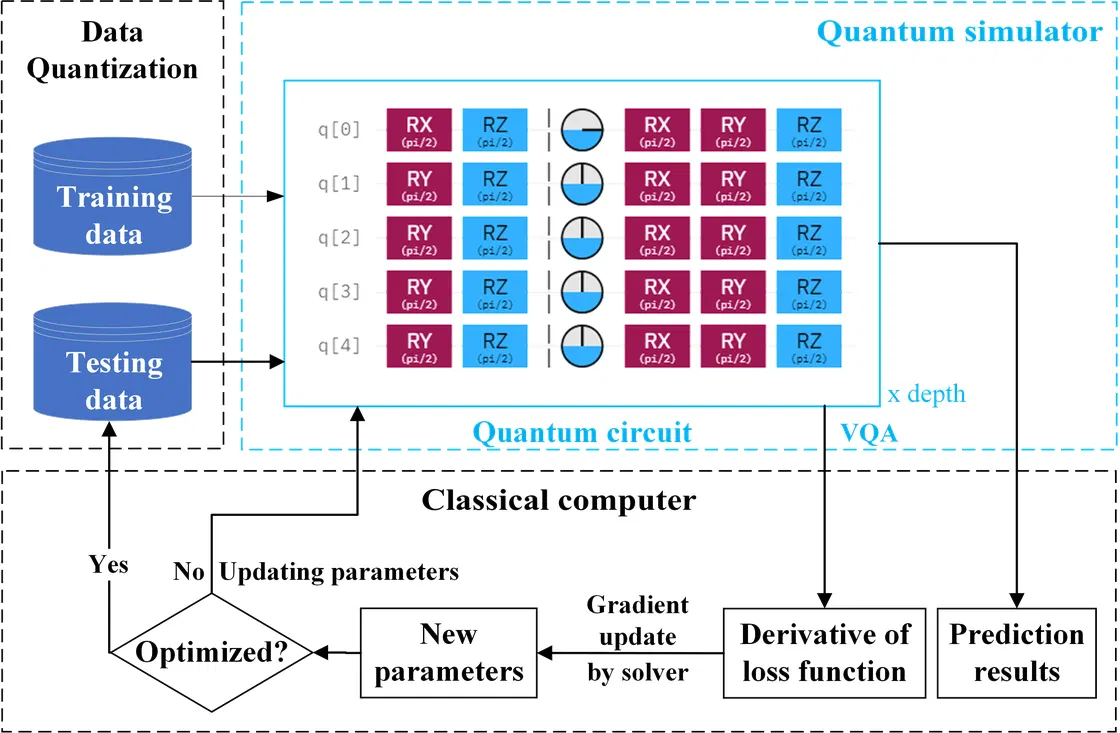 Data
Quantization
Quantum simulator
Training
data
Testing
data
q[0] RX (pi/2) RZ (pi/2) RX (pi/2) RY (pi/2) RZ (pi/2)
q[1] RY (pi/2) RZ (pi/2) RX (pi/2) RY (pi/2) RZ (pi/2)
q[2] RY (pi/2) RZ (pi/2) RX (pi/2) RY (pi/2) RZ (pi/2)
q[3] RY (pi/2) RZ (pi/2) RX (pi/2) RY (pi/2) RZ (pi/2)
q[4] RY (pi/2) RZ (pi/2) RX (pi/2) RY (pi/2) RZ (pi/2)
x depth
Quantum circuit
VQA
Classical computer
Yes
No Updating parameters
Optimized?
New
parameters
Gradient
update
by solver
Derivative of
loss function
Prediction
results